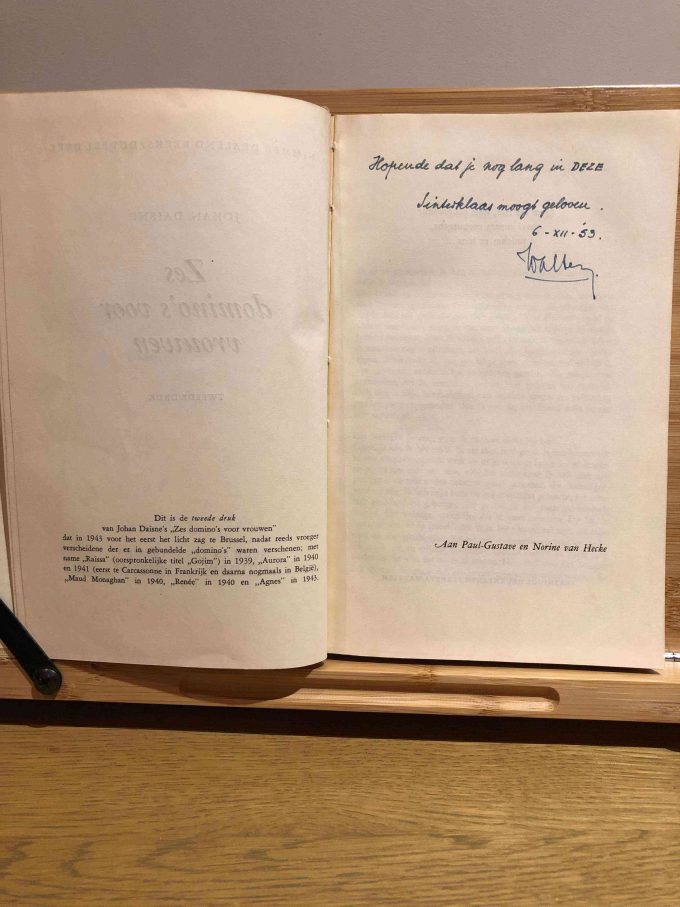 JOHAN DAISNE
Zes
domino's voor
vrouwen
TWEEDE DRUK
Dit is de tweede druk
van Johan Daisne's „Zes domino's voor vrouwen”
dat in 1943 voor het eerst het licht zag te Brussel, nadat reeds vroeger
verscheidene der er in gebundelde „domino's” waren verschenen; met
name „Raissa” (oorspronkelijke titel „Gojim”) in 1939, „Aurora” in 1940
en 1941 (eerst te Carcassonne in Frankrijk en daarna nogmaals in België),
„Maud Monaghan” in 1940, „Renée” in 1940 en „Agnes” in 1943.
Hopende dat je nog lang in DEZE
Sinterklaas moogt geloven.
6-XII-'53.
Walter.
Aan Paul-Gustave en Norine van Hecke